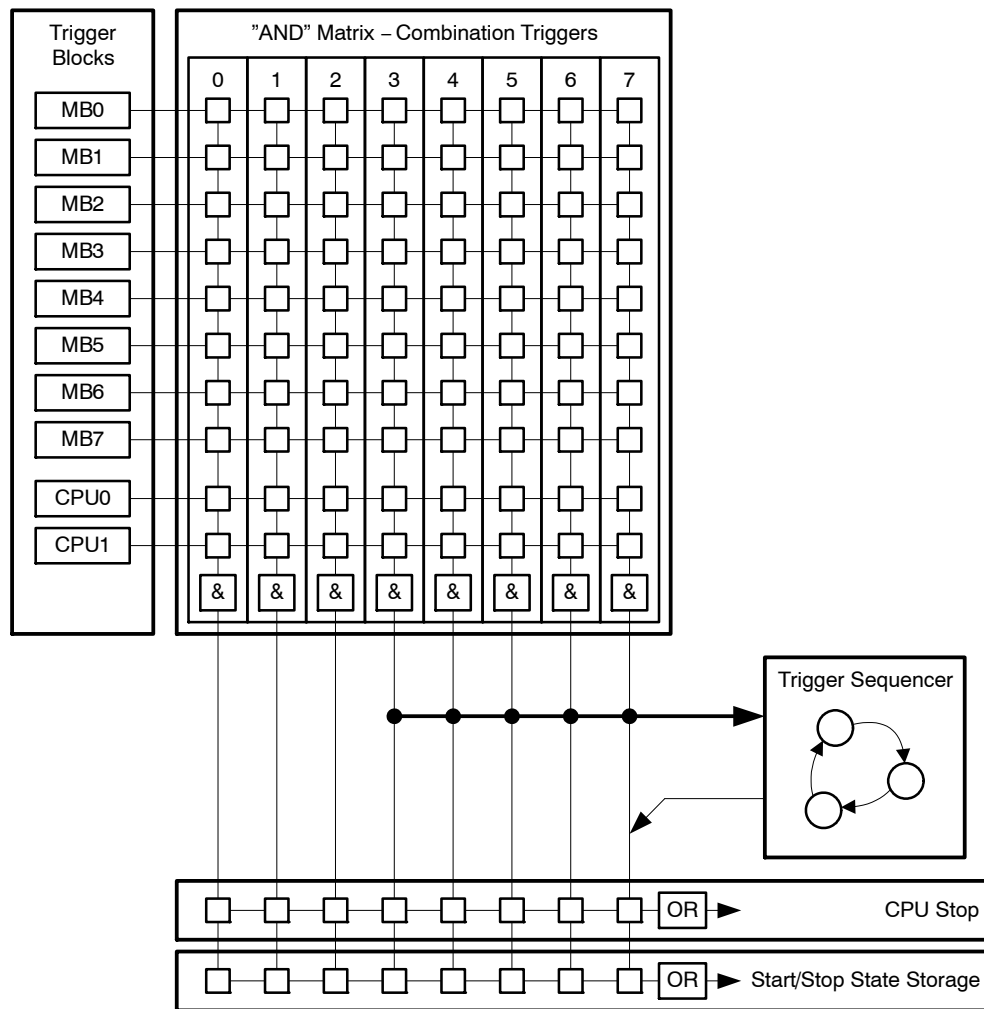 Trigger
Blocks
”AND” Matrix – Combination Triggers
0 1 2 3 4 5 6 7
MB0
MB1
MB2
MB3
MB4
MB5
MB6
MB7
CPU0
CPU1
& & & & & & & &
Trigger Sequencer
OR CPU Stop
OR Start/Stop State Storage